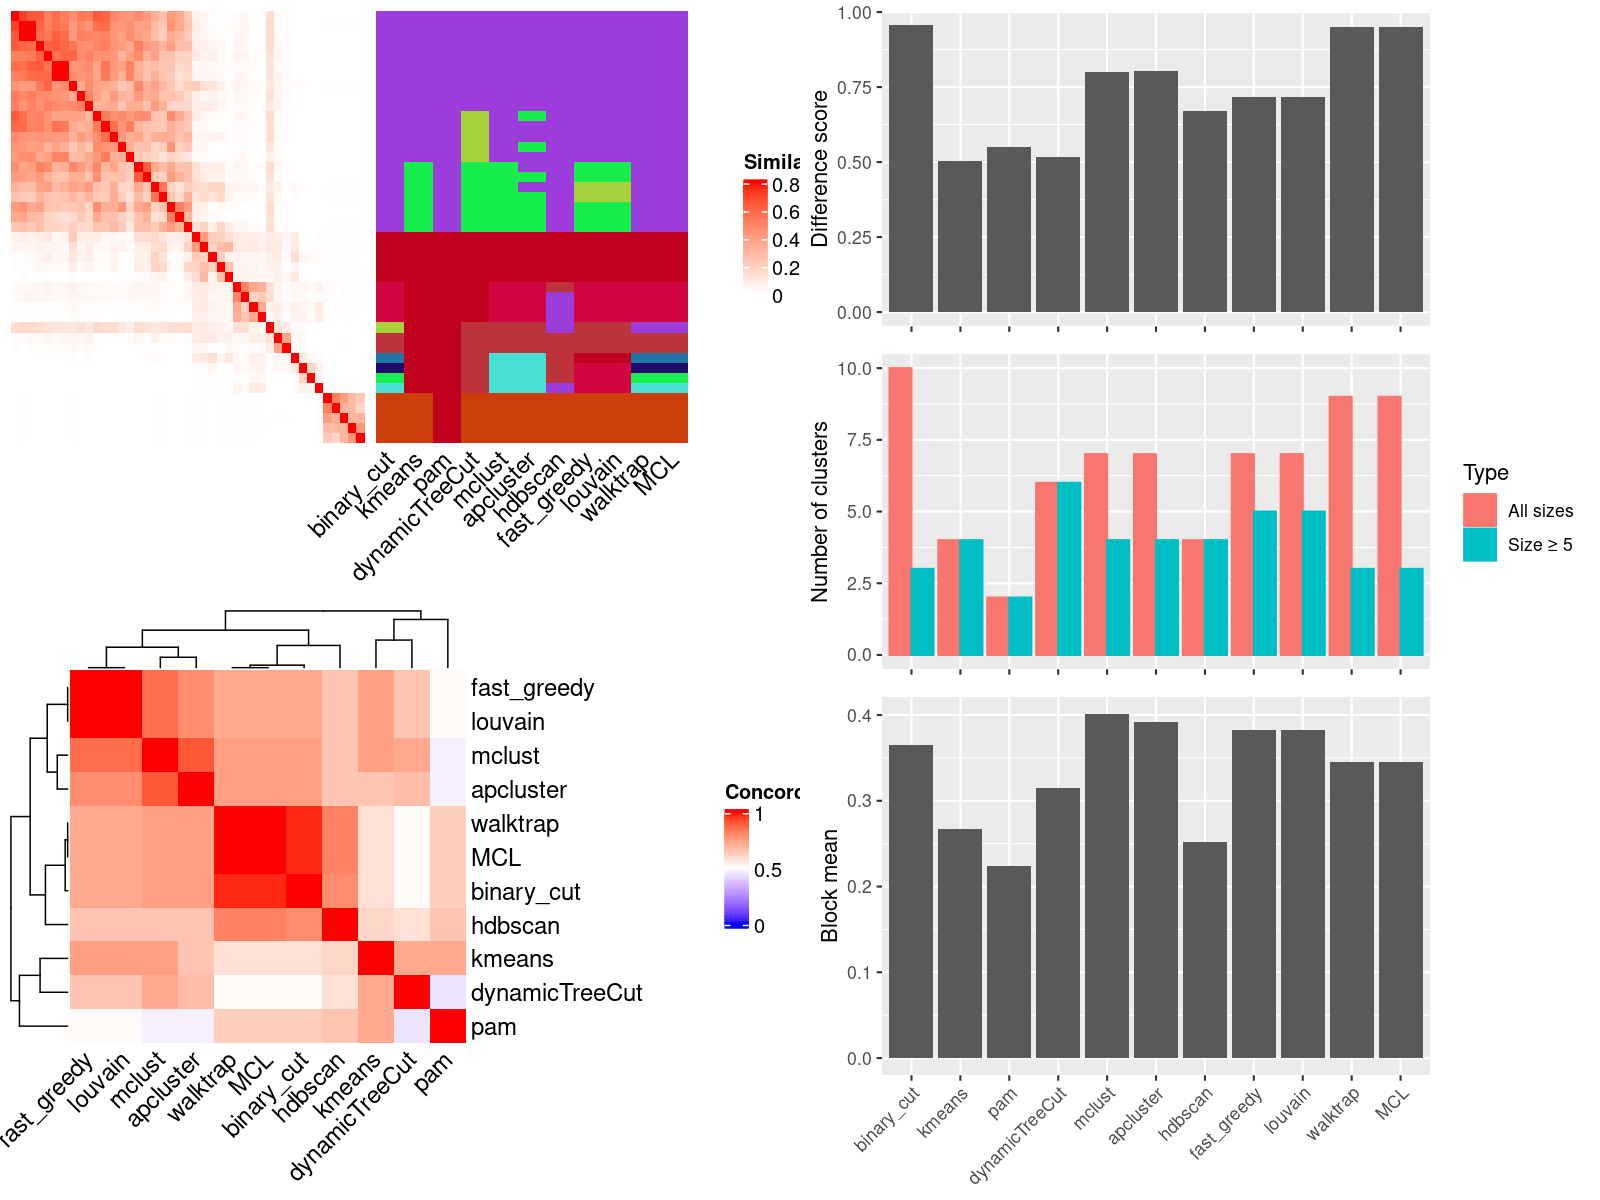 Simila
0.8
0.6
0.4
0.2
0
binary_cut
kmeans
pam
dynamicTreeCut
mclust
apcluster
hdbscan
fast_greedy
louvain
walktrap
MCL
fast_greedy
louvain
mclust
apcluster
walktrap
MCL
binary_cut
hdbscan
kmeans
dynamicTreeCut
pam
fast_greedy
louvain
mclust
apcluster
walktrap
MCL
binary_cut
hdbscan
kmeans
dynamicTreeCut
pam
Concord
1
0.5
0
Difference score
1.00
0.75
0.50
0.25
0.00
Number of clusters
10.0
7.5
5.0
2.5
0.0
Type
All sizes
Size ≥ 5
Block mean
0.4
0.3
0.2
0.1
0.0
binary_cut
kmeans
pam
dynamicTreeCut
mclust
apcluster
hdbscan
fast_greedy
louvain
walktrap
MCL